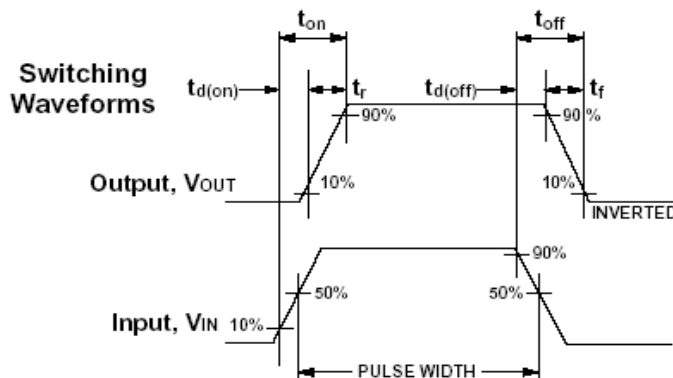 ton
toff
Switching
Waveforms
td(on)
tr
td(off)
tf
90%
90%
Output, VOUT
10%
10%
INVERTED
90%
50%
50%
Input, VIN
10%
PULSE WIDTH